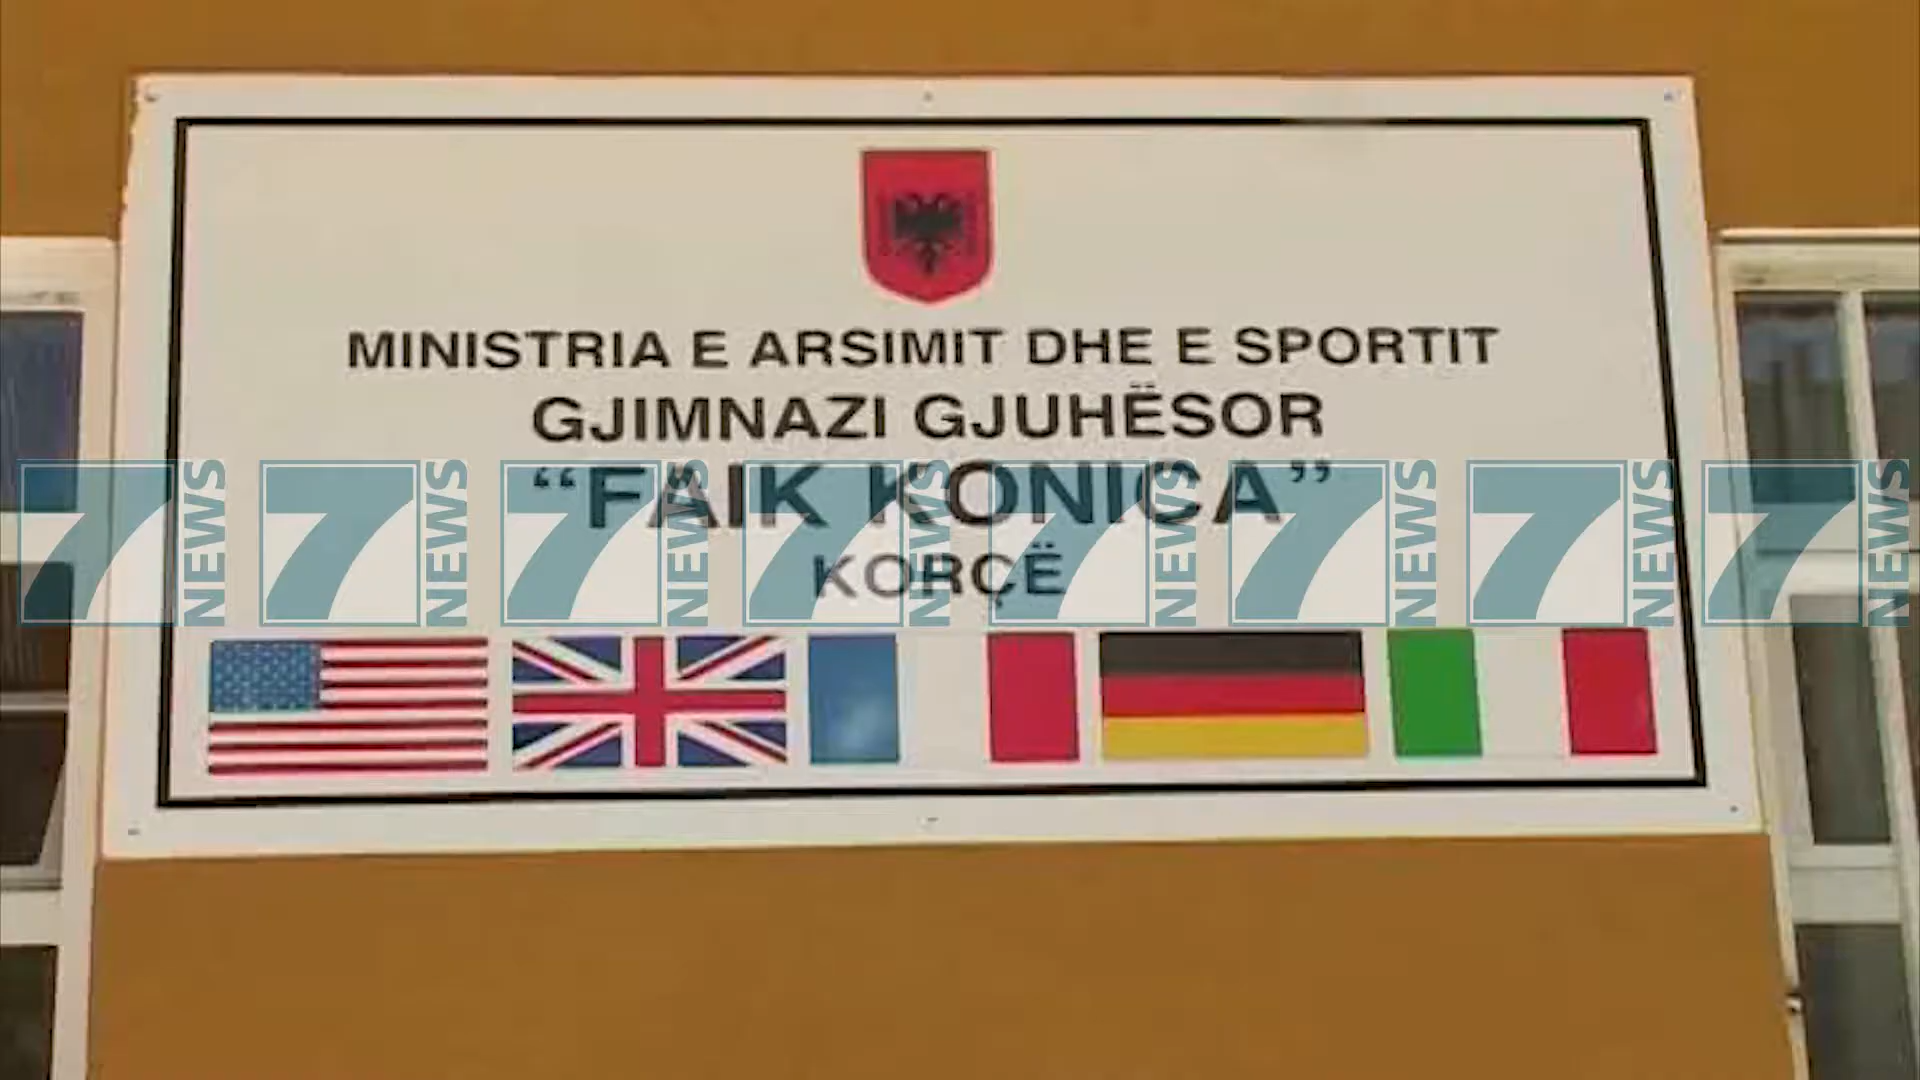 MINISTRIA E ARSIMIT DHE E SPORTIT
GJIMNAZI GJUHËSOR
“FAIK KONICA”
KORÇË
7 NEWS 7 NEWS 7 NEWS 7 NEWS 7 NEWS 7 NEWS 7 NEWS 7 NEWS